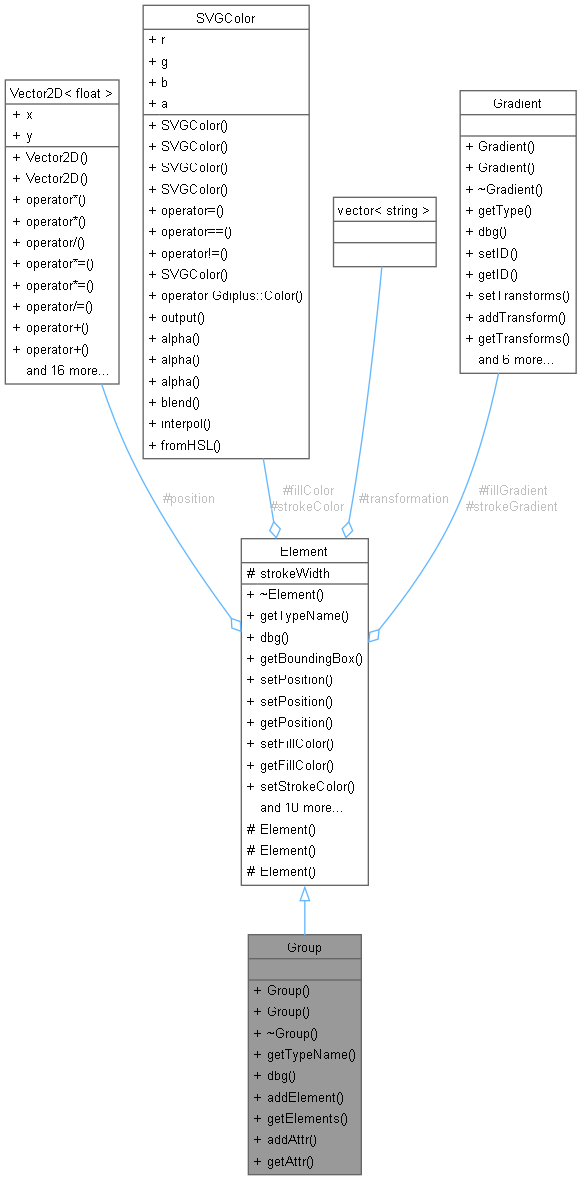 SVGColor
+ r
+ g
+ b
+ a
+ SVGColor()
+ SVGColor()
+ SVGColor()
+ SVGColor()
+ operator=()
+ operator==()
+ operator!=()
+ SVGColor()
+ operator Gdiplus::Color()
+ output()
+ alpha()
+ alpha()
+ alpha()
+ blend()
+ interpol()
+ fromHSL()
Vector2D< float >
+ x
+ y
+ Vector2D()
+ Vector2D()
+ operator*()
+ operator*()
+ operator/()
+ operator*=()
+ operator*=()
+ operator/=()
+ operator+()
+ operator+()
and 16 more...
vector< string >
Gradient
+ Gradient()
+ Gradient()
+ ~Gradient()
+ getType()
+ dbg()
+ setID()
+ getID()
+ setTransforms()
+ addTransform()
+ getTransforms()
and 6 more...
#position
#fillColor
#strokeColor
#transformation
#fillGradient
#strokeGradient
Element
# strokeWidth
+ ~Element()
+ getTypeName()
+ dbg()
+ getBoundingBox()
+ setPosition()
+ setPosition()
+ getPosition()
+ setFillColor()
+ getFillColor()
+ setStrokeColor()
and 10 more...
# Element()
# Element()
# Element()
Group
+ Group()
+ Group()
+ ~Group()
+ getTypeName()
+ dbg()
+ addElement()
+ getElements()
+ addAttr()
+ getAttr()